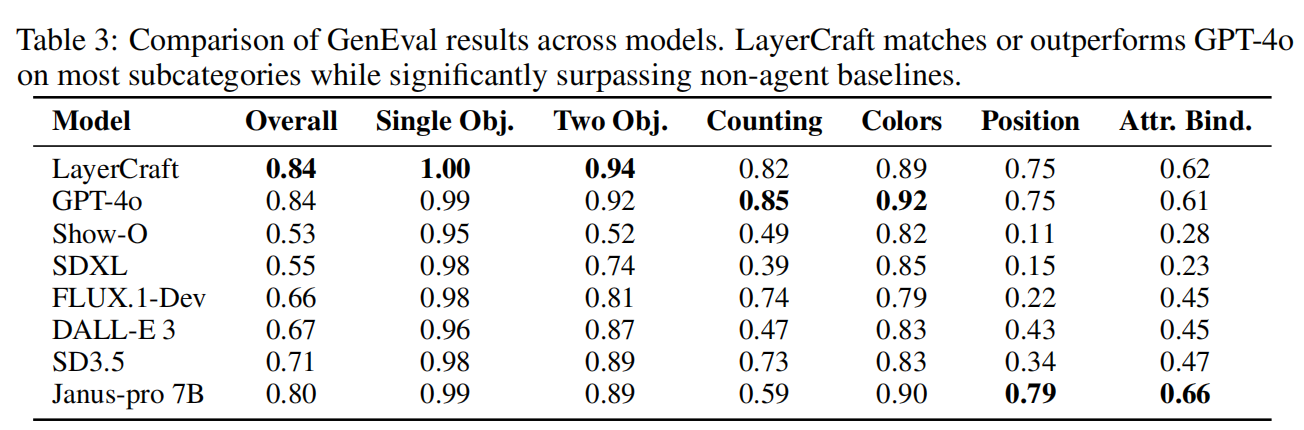 Table 3: Comparison of GenEval results across models. LayerCraft matches or outperforms GPT-4o
on most subcategories while significantly surpassing non-agent baselines.
Model Overall Single Obj. Two Obj. Counting Colors Position Attr. Bind.
LayerCraft 0.84 1.00 0.94 0.82 0.89 0.75 0.62
GPT-4o 0.84 0.99 0.92 0.85 0.92 0.75 0.61
Show-O 0.53 0.95 0.52 0.49 0.82 0.11 0.28
SDXL 0.55 0.98 0.74 0.39 0.85 0.15 0.23
FLUX.1-Dev 0.66 0.98 0.81 0.74 0.79 0.22 0.45
DALL-E 3 0.67 0.96 0.87 0.47 0.83 0.43 0.45
SD3.5 0.71 0.98 0.89 0.73 0.83 0.34 0.47
Janus-pro 7B 0.80 0.99 0.89 0.59 0.90 0.79 0.66